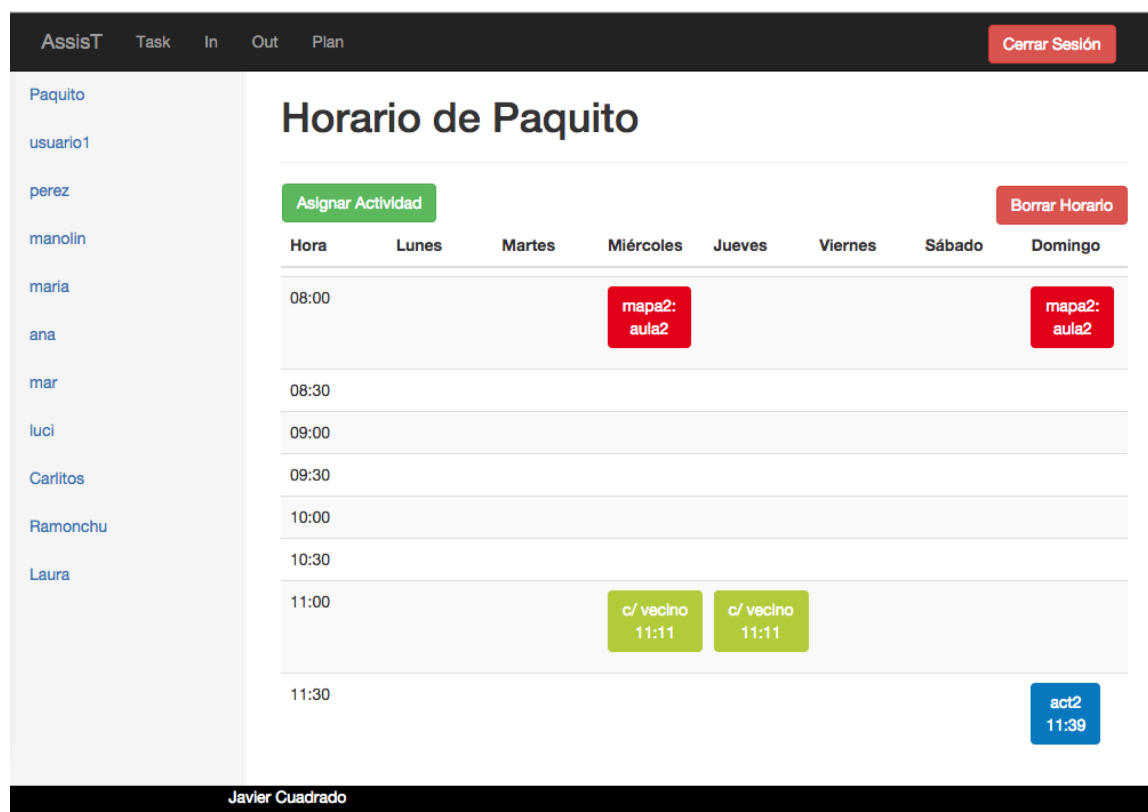 AssisT Task In Out Plan Cerrar Sesión
Paquito
usuario1
perez
manolin
maria
ana
mar
luci
Carlitos
Ramonchu
Laura
Horario de Paquito
Asignar Actividad Borrar Horario
Hora Lunes Martes Miércoles Jueves Viernes Sábado Domingo
08:00 mapa2: mapa2:
aula2 aula2
08:30
09:00
09:30
10:00
10:30
11:00 c/ vecino c/ vecino
11:11 11:11
11:30 act2
11:39
Javier Cuadrado